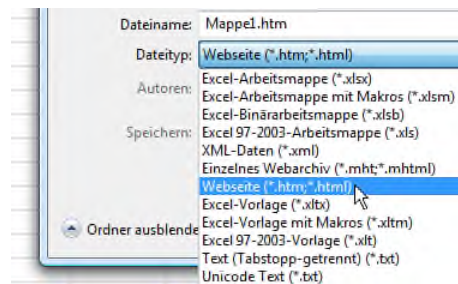 Dateiname: Mappe1.htm
Dateityp: Webseite (*.htm;*.html)
Autoren:
Speichern:
Excel-Arbeitsmappe (*.xlsx)
Excel-Arbeitsmappe mit Makros (*.xlsm)
Excel-Binärarbeitsmappe (*.xlsb)
Excel 97-2003-Arbeitsmappe (*.xls)
XML-Daten (*.xml)
Einzelnes Webarchiv (*.mht;*.mhtml)
Webseite (*.htm;*.html)
Excel-Vorlage (*.xltx)
Excel-Vorlage mit Makros (*.xltm)
Excel 97-2003-Vorlage (*.xlt)
Text (Tabstopp-getrennt) (*.txt)
Unicode Text (*.txt)
Ordner ausblende